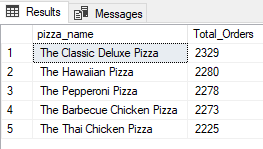 Results Messages
pizza_name Total_Orders
1 The Classic Deluxe Pizza 2329
2 The Hawaiian Pizza 2280
3 The Pepperoni Pizza 2278
4 The Barbecue Chicken Pizza 2273
5 The Thai Chicken Pizza 2225